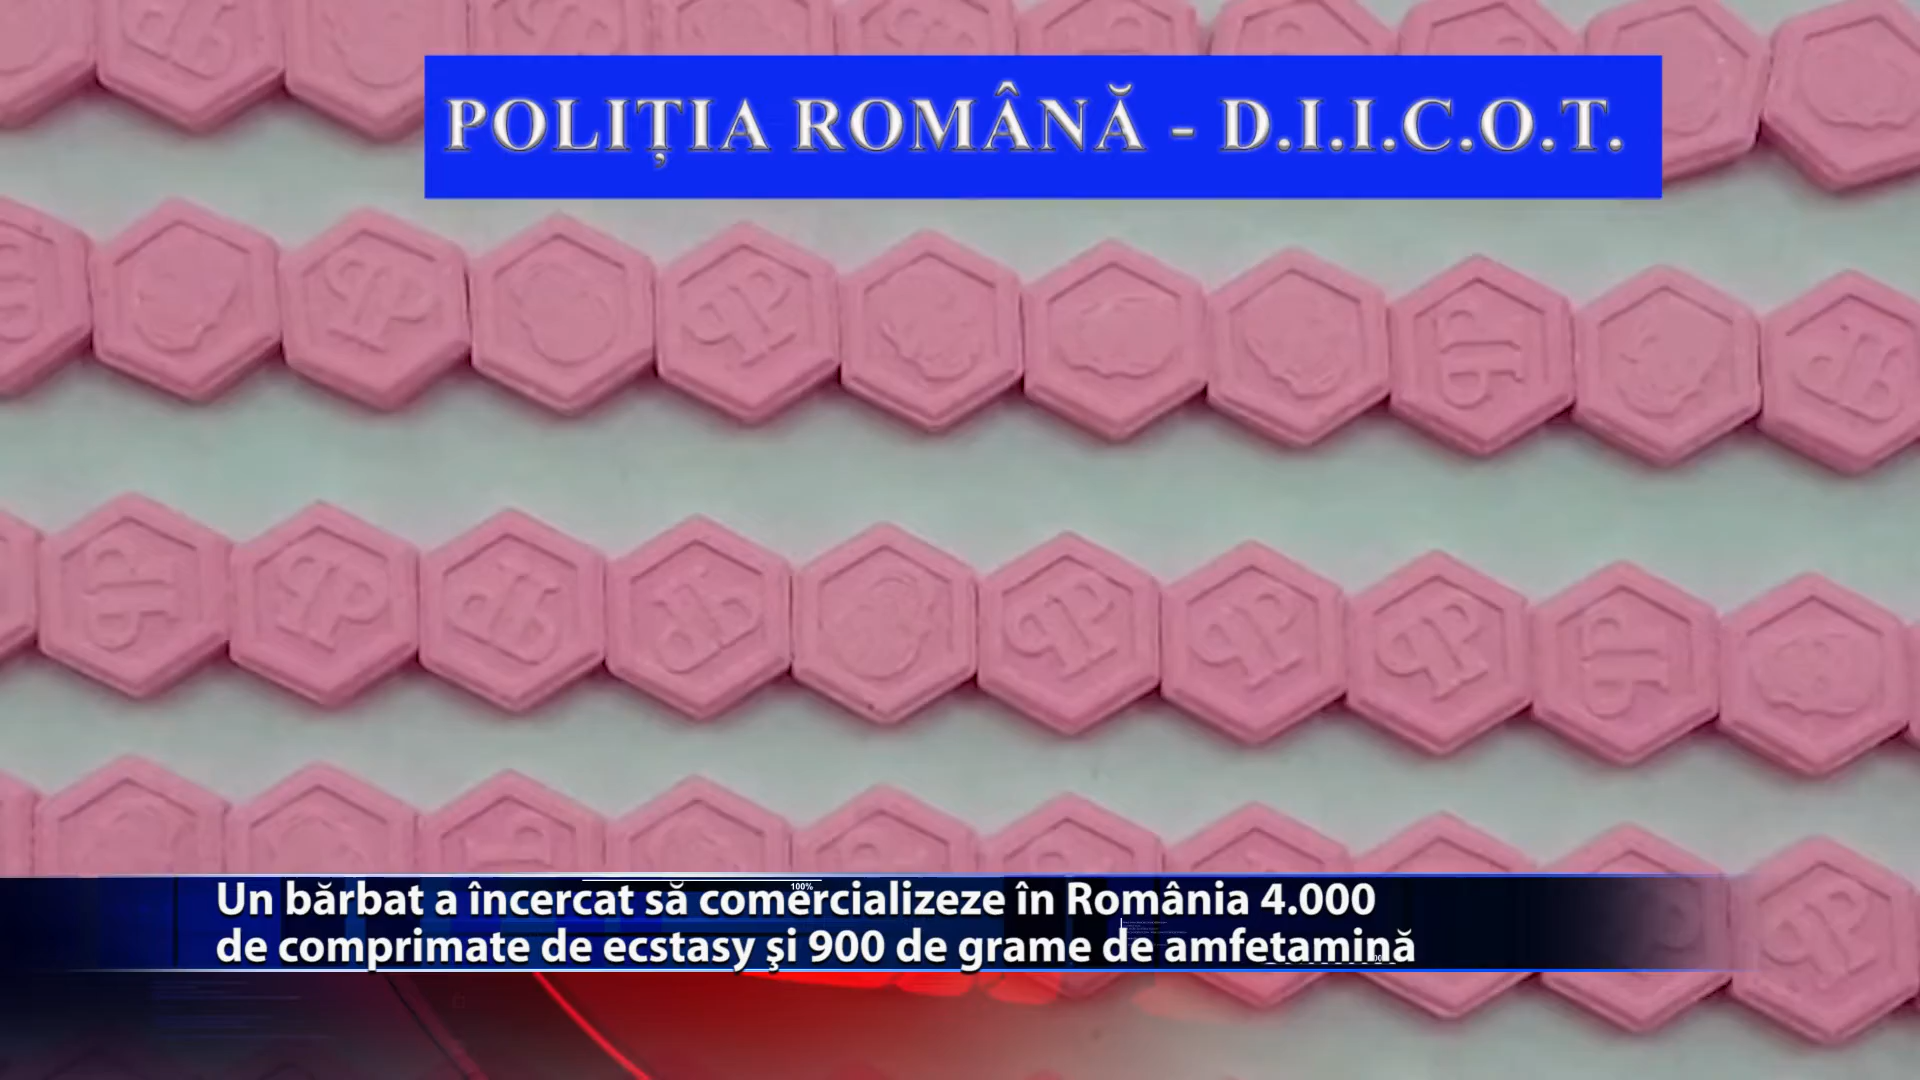 POLIȚIA ROMÂNĂ - D.I.I.C.O.T.
100%
Un bărbat a încercat să comercializeze în România 4.000
de comprimate de ecstasy şi 900 de grame de amfetamină